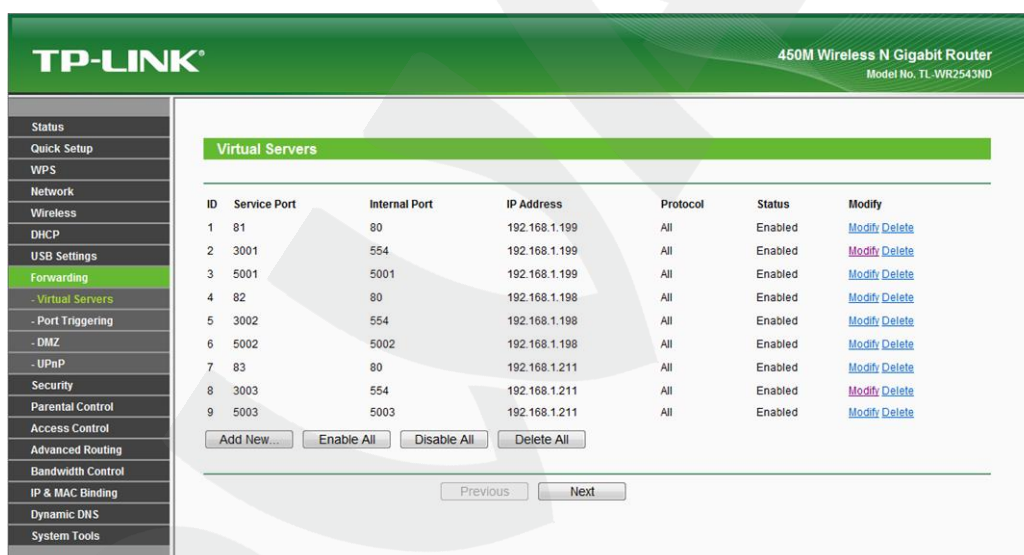 TP-LINK®
450M Wireless N Gigabit Router
Model No. TL-WR2543ND
Status
Quick Setup
WPS
Network
Wireless
DHCP
USB Settings
Forwarding
- Virtual Servers
- Port Triggering
- DMZ
- UPnP
Security
Parental Control
Access Control
Advanced Routing
Bandwidth Control
IP & MAC Binding
Dynamic DNS
System Tools
Virtual Servers
ID Service Port Internal Port IP Address Protocol Status Modify
1 81 80 192.168.1.199 All Enabled Modify Delete
2 3001 554 192.168.1.199 All Enabled Modify Delete
3 5001 5001 192.168.1.199 All Enabled Modify Delete
4 82 80 192.168.1.198 All Enabled Modify Delete
5 3002 554 192.168.1.198 All Enabled Modify Delete
6 5002 5002 192.168.1.198 All Enabled Modify Delete
7 83 80 192.168.1.211 All Enabled Modify Delete
8 3003 554 192.168.1.211 All Enabled Modify Delete
9 5003 5003 192.168.1.211 All Enabled Modify Delete
Add New... Enable All Disable All Delete All
Previous Next